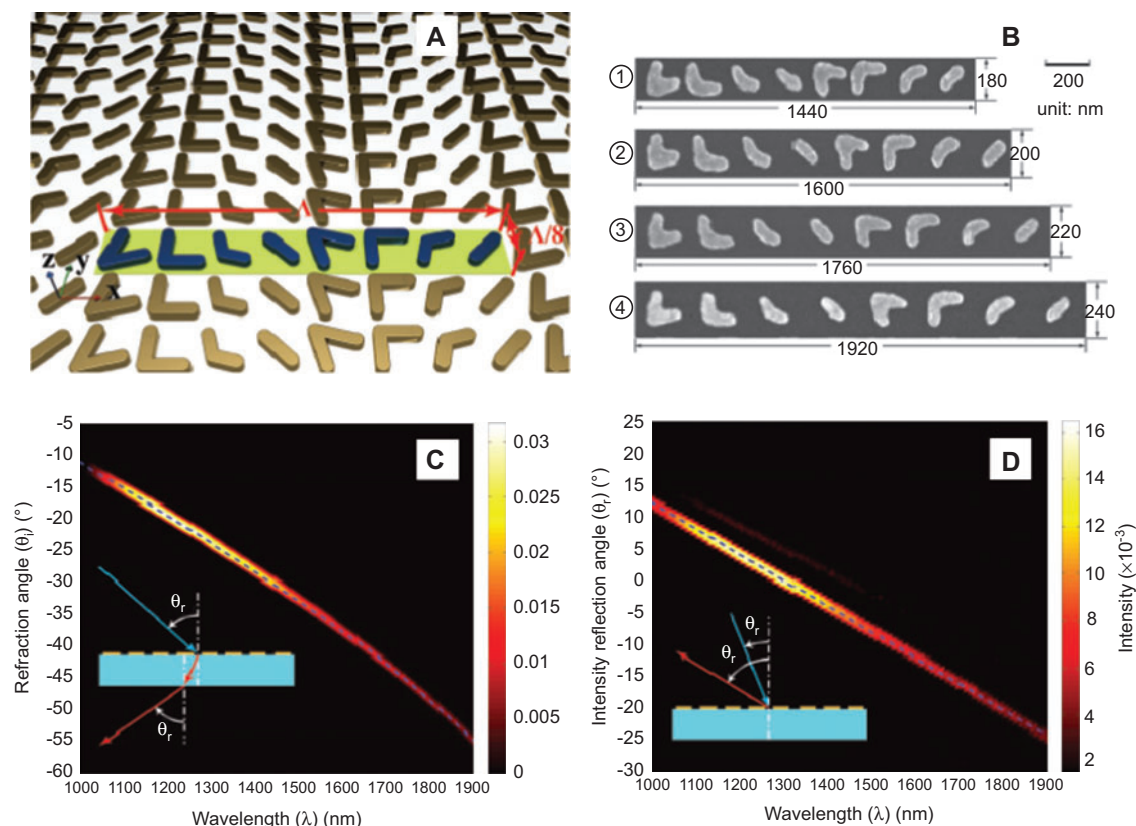 A
Λ
Λ/8
z
y
x
B
① 180 200
1440 unit: nm
② 200
1600
③ 220
1760
④ 240
1920
C
Refraction angle (θi) (°)
-5
-10
-15
-20
-25
-30
-35
-40
-45
-50
-55
-60
1000 1100 1200 1300 1400 1500 1600 1700 1800 1900
Wavelength (λ) (nm)
θr
θr
0.03
0.025
0.02
0.015
0.01
0.005
0
D
Intensity reflection angle (θr) (°)
25
20
15
10
5
0
-5
-10
-15
-20
-25
-30
1000 1100 1200 1300 1400 1500 1600 1700 1800 1900
Wavelength (λ) (nm)
θr
θr
16
14
12
10
8
6
4
2
Intensity (×10-3)